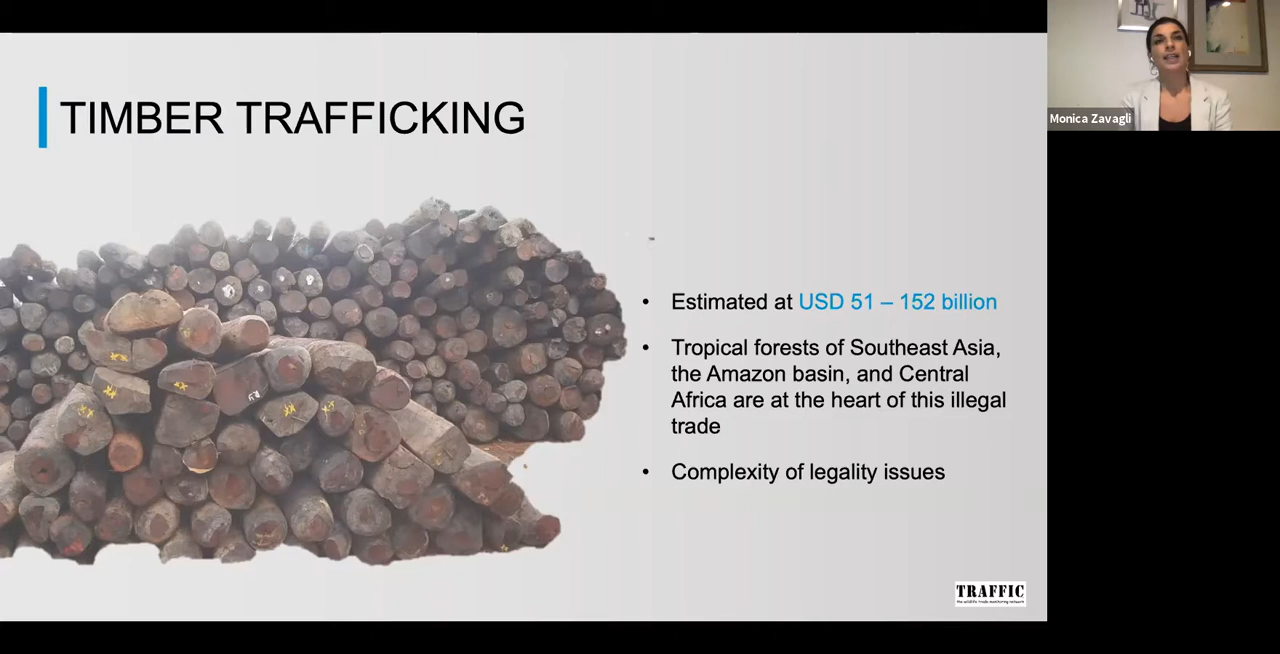 TIMBER TRAFFICKING
• Estimated at USD 51 – 152 billion
• Tropical forests of Southeast Asia,
the Amazon basin, and Central
Africa are at the heart of this illegal
trade
• Complexity of legality issues
TRAFFIC
the wildlife trade monitoring network
Monica Zavagli